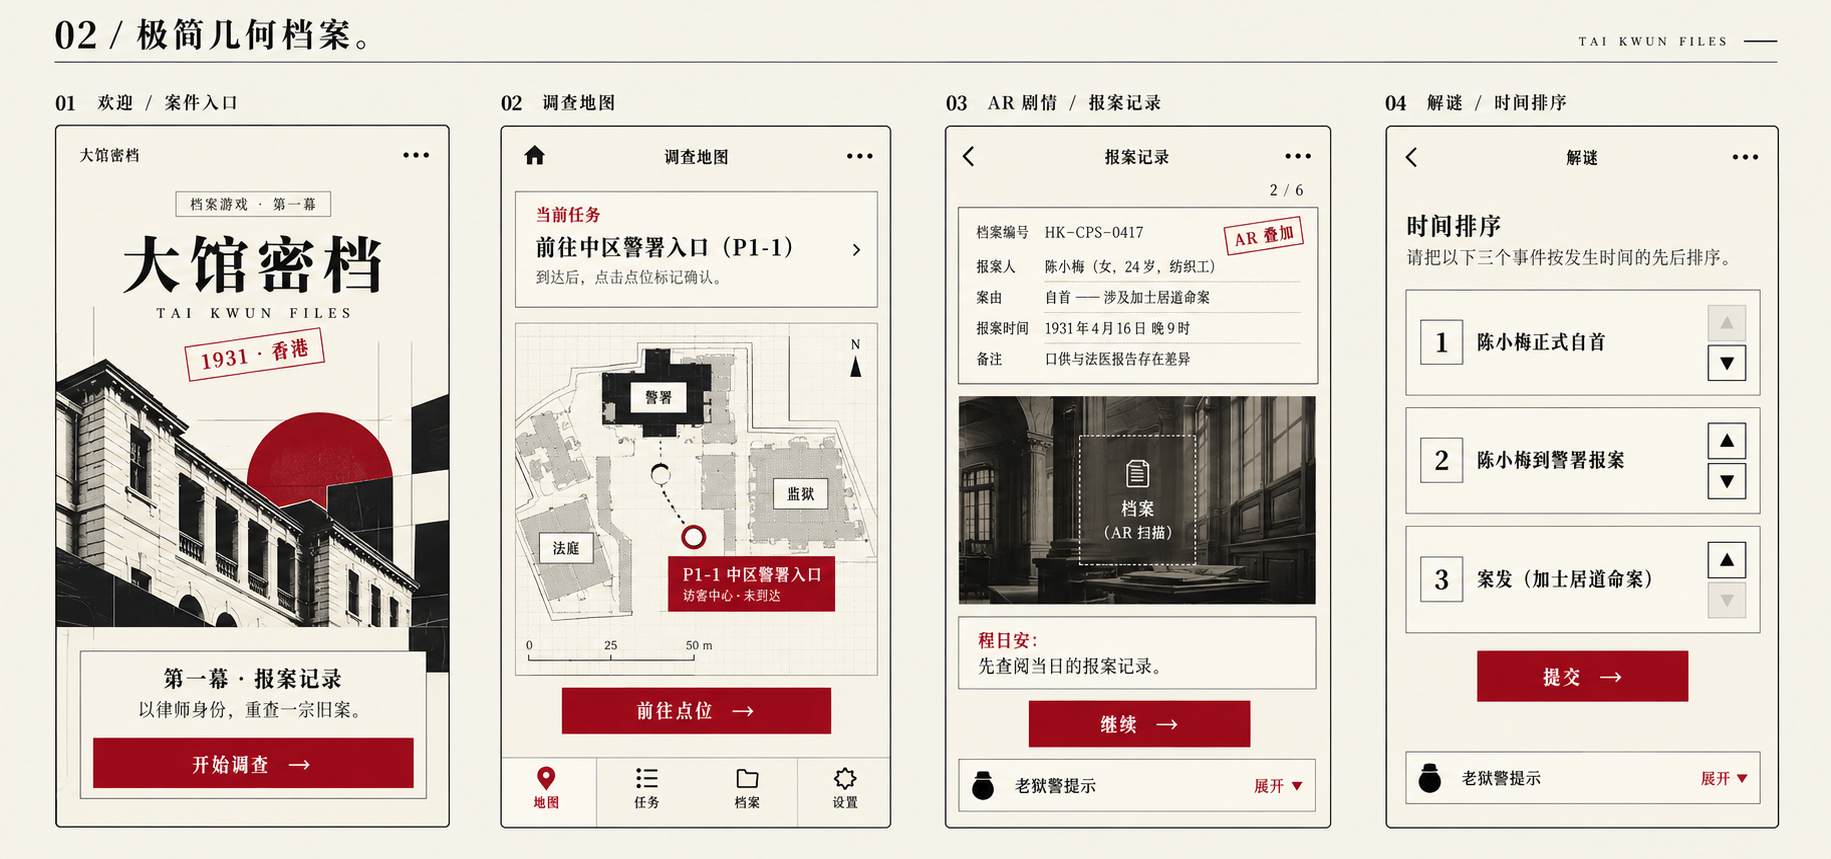 02 / 极简几何档案。
TAI KWUN FILES
01 欢迎 / 案件入口
大馆密档
档案游戏 · 第一幕
大馆密档
TAI KWUN FILES
1931 · 香港
第一幕 · 报案记录
以律师身份，重查一宗旧案。
开始调查 →
02 调查地图
调查地图
当前任务
前往中区警署入口（P1-1）
到达后，点击点位标记确认。
N
警署
监狱
法庭
P1-1 中区警署入口
访客中心 · 未到达
0 25 50 m
前往点位 →
地图 任务 档案 设置
03 AR 剧情 / 报案记录
报案记录
2 / 6
档案编号 HK-CPS-0417
AR 叠加
报案人 陈小梅（女，24岁，纺织工）
案由 自首 —— 涉及加士居道命案
报案时间 1931年4月16日 晚9时
备注 口供与法医报告存在差异
档案
（AR 扫描）
程日安：
先查阅当日的报案记录。
继续 →
老狱警提示 展开 ▼
04 解谜 / 时间排序
解谜
时间排序
请把以下三个事件按发生时间的先后排序。
1 陈小梅正式自首
2 陈小梅到警署报案
3 案发（加士居道命案）
提交 →
老狱警提示 展开 ▼